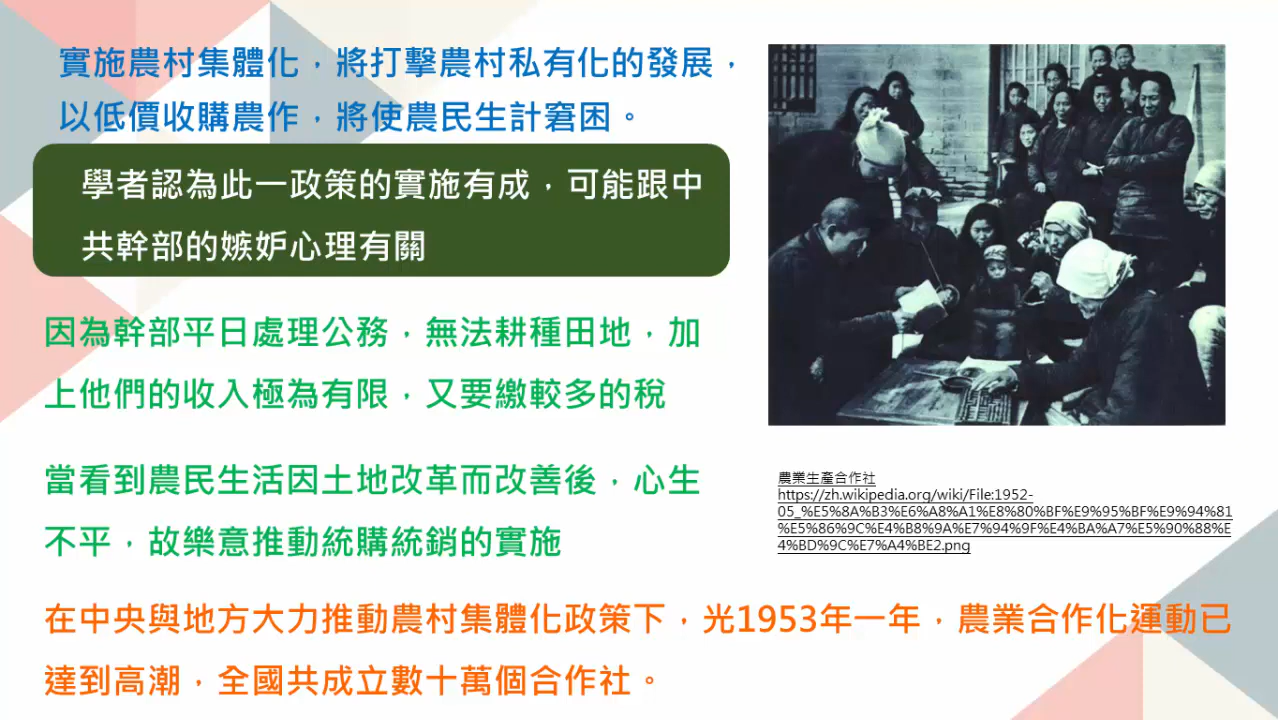 實施農村集體化，將打擊農村私有化的發展，
以低價收購農作，將使農民生計窘困。
學者認為此一政策的實施有成，可能跟中
共幹部的嫉妒心理有關
因為幹部平日處理公務，無法耕種田地，加
上他們的收入極為有限，又要繳較多的稅
當看到農民生活因土地改革而改善後，心生
不平，故樂意推動統購統銷的實施
在中央與地方大力推動農村集體化政策下，光1953年一年，農業合作化運動已
達到高潮，全國共成立數十萬個合作社。
農業生產合作社
https://zh.wikipedia.org/wiki/File:1952-
05_%E5%8A%B3%E6%A8%A1%E8%80%BF%E9%95%BF%E9%94%81
%E5%86%9C%E4%B8%9A%E7%94%9F%E4%BA%A7%E5%90%88%E
4%BD%9C%E7%A4%BE2.png